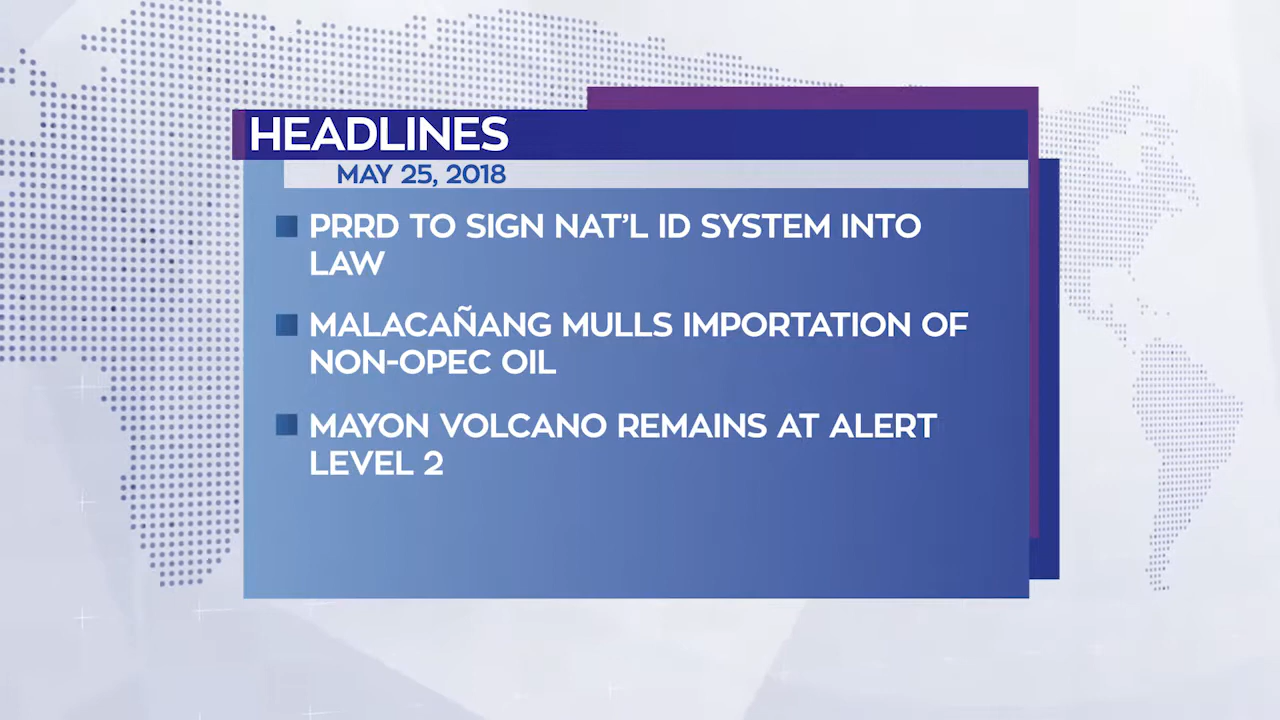 HEADLINES
MAY 25, 2018
PRRD TO SIGN NAT'L ID SYSTEM INTO
LAW
MALACAÑANG MULLS IMPORTATION OF
NON-OPEC OIL
MAYON VOLCANO REMAINS AT ALERT
LEVEL 2